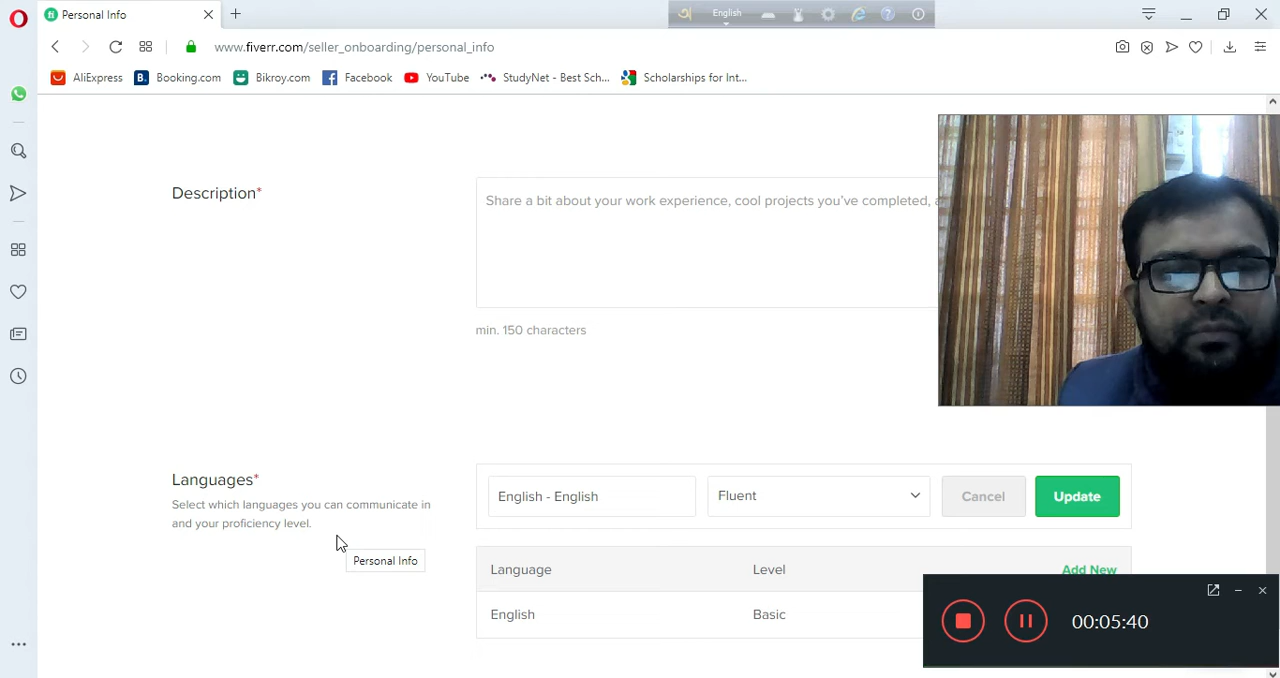 Personal Info
English
www.fiverr.com/seller_onboarding/personal_info
AliExpress
Booking.com
Bikroy.com
Facebook
YouTube
StudyNet - Best Sch...
Scholarships for Int...
Description*
Share a bit about your work experience, cool projects you've completed,
min. 150 characters
Languages*
Select which languages you can communicate in
and your proficiency level.
English - English
Fluent
Cancel
Update
Personal Info
Language
Level
Add New
English
Basic
00:05:40